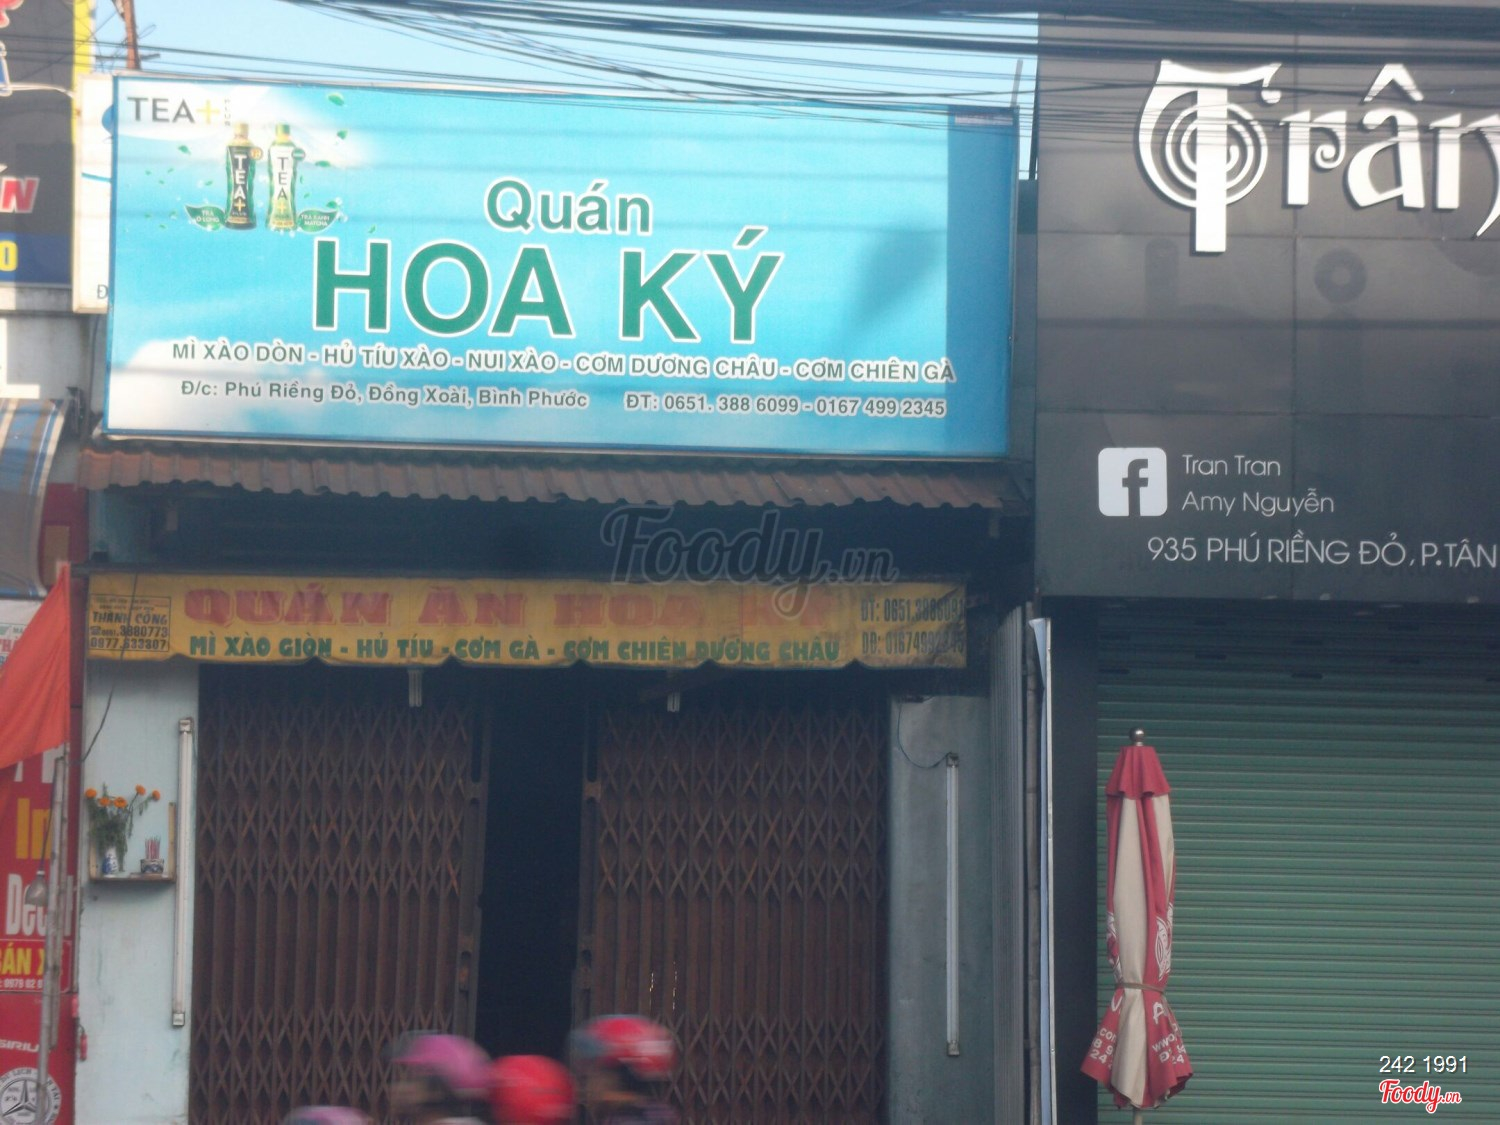 TEA+
PLUS
TEA+
TEA+
Quán
HOA KÝ
MÌ XÀO DÒN - HỦ TÍU XÀO - NUI XÀO - CƠM DƯƠNG CHÂU - CƠM CHIÊN GÀ
Đ/c: Phú Riềng Đỏ, Đồng Xoài, Bình Phước
ĐT: 0651. 388 6099 - 0167 499 2345
Trân
Tran Tran
Amy Nguyễn
935 PHÚ RIỀNG ĐỎ, P.TÂN
Foody.vn
QUÁN ĂN HOA
THÀNH CÔNG
MÌ XÀO GIÒN - HỦ TÍU - CƠM GÀ - CƠM CHIÊN DƯƠNG CHÂU
242 1991
Foody.vn